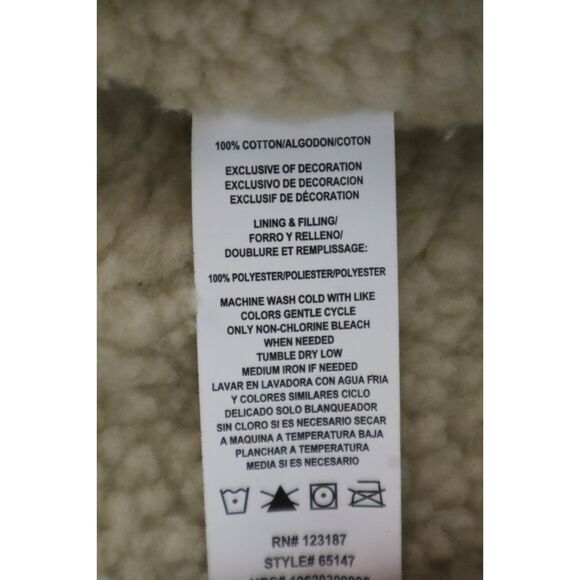 100% COTTON/ALGODON/COTON
EXCLUSIVE OF DECORATION
EXCLUSIVO DE DECORACION
EXCLUSIF DE DÉCORATION
LINING & FILLING/
FORRO Y RELLENO/
DOUBLURE ET REMPLISSAGE:
100% POLYESTER/POLIESTER/POLYESTER
MACHINE WASH COLD WITH LIKE
COLORS GENTLE CYCLE
ONLY NON-CHLORINE BLEACH
WHEN NEEDED
TUMBLE DRY LOW
MEDIUM IRON IF NEEDED
LAVAR EN LAVADORA CON AGUA FRIA
Y COLORES SIMILARES CICLO
DELICADO SOLO BLANQUEADOR
SIN CLORO SI ES NECESARIO SECAR
A MAQUINA A TEMPERATURA BAJA
PLANCHAR A TEMPERATURA
MEDIA SI ES NECESARIO
RN# 123187
STYLE# 65147